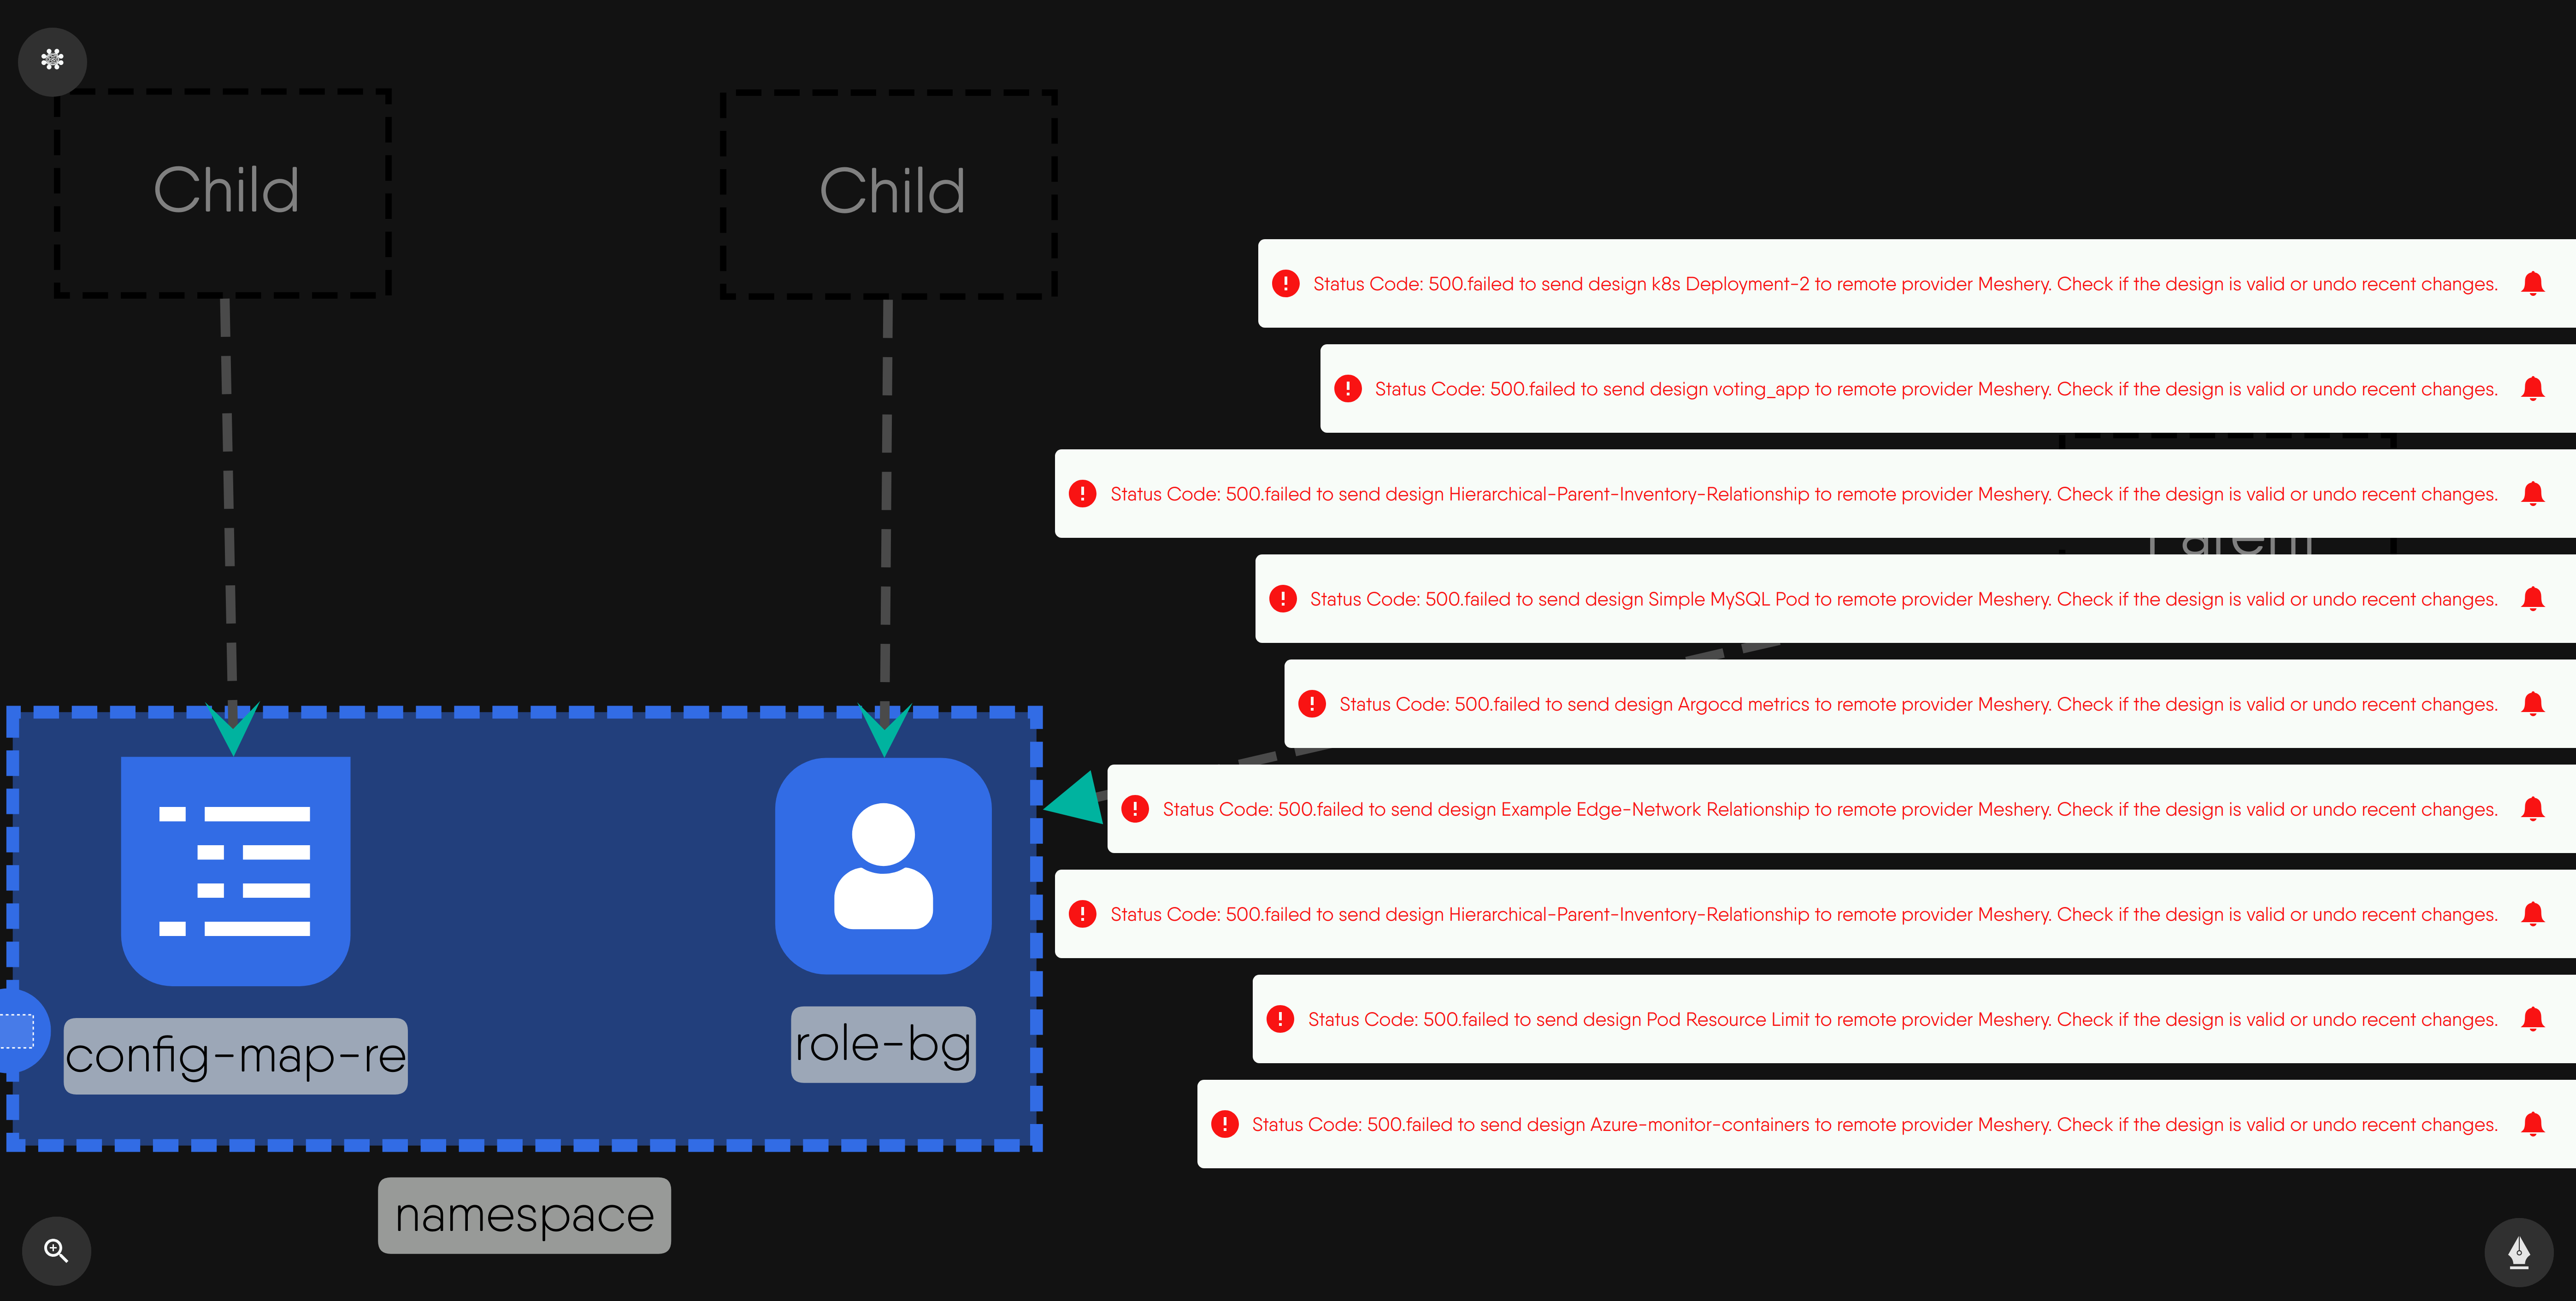 Child
Child
Status Code: 500.failed to send design k8s Deployment-2 to remote provider Meshery. Check if the design is valid or undo recent changes.
Status Code: 500.failed to send design voting_app to remote provider Meshery. Check if the design is valid or undo recent changes.
Status Code: 500.failed to send design Hierarchical-Parent-Inventory-Relationship to remote provider Meshery. Check if the design is valid or undo recent changes.
Parent
Status Code: 500.failed to send design Simple MySQL Pod to remote provider Meshery. Check if the design is valid or undo recent changes.
Status Code: 500.failed to send design Argocd metrics to remote provider Meshery. Check if the design is valid or undo recent changes.
Status Code: 500.failed to send design Example Edge-Network Relationship to remote provider Meshery. Check if the design is valid or undo recent changes.
Status Code: 500.failed to send design Hierarchical-Parent-Inventory-Relationship to remote provider Meshery. Check if the design is valid or undo recent changes.
Status Code: 500.failed to send design Pod Resource Limit to remote provider Meshery. Check if the design is valid or undo recent changes.
Status Code: 500.failed to send design Azure-monitor-containers to remote provider Meshery. Check if the design is valid or undo recent changes.
config-map-re
role-bg
namespace